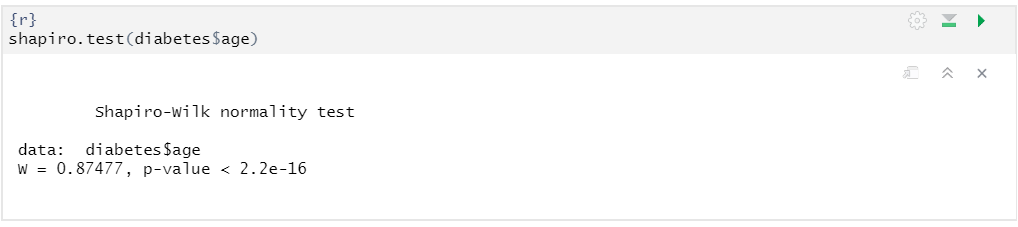 {r}
shapiro.test(diabetes$age)
Shapiro-Wilk normality test
data:  diabetes$age
W = 0.87477, p-value < 2.2e-16